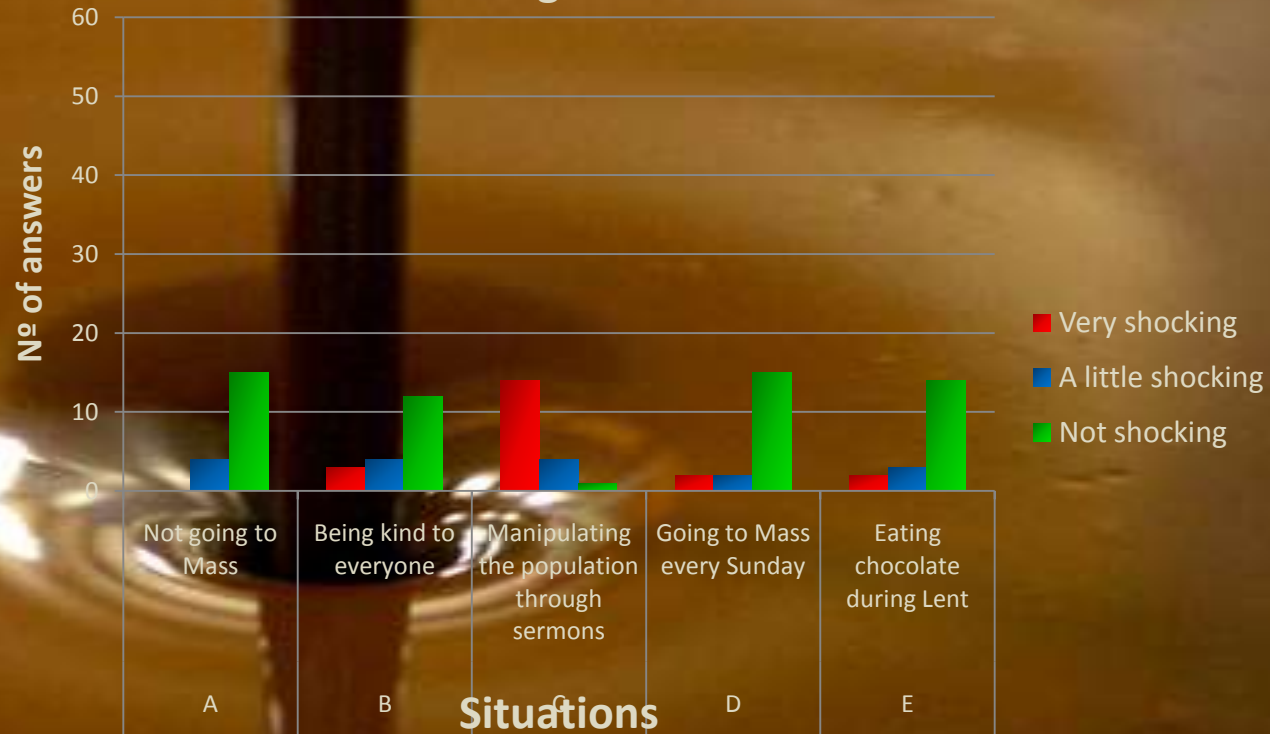 60
50
40
30
20
10
0
Nº of answers
Very shocking
A little shocking
Not shocking
Not going to
Mass
Being kind to
everyone
Manipulating
the population
through
sermons
Going to Mass
every Sunday
Eating
chocolate
during Lent
A
B
C
D
E
Situations